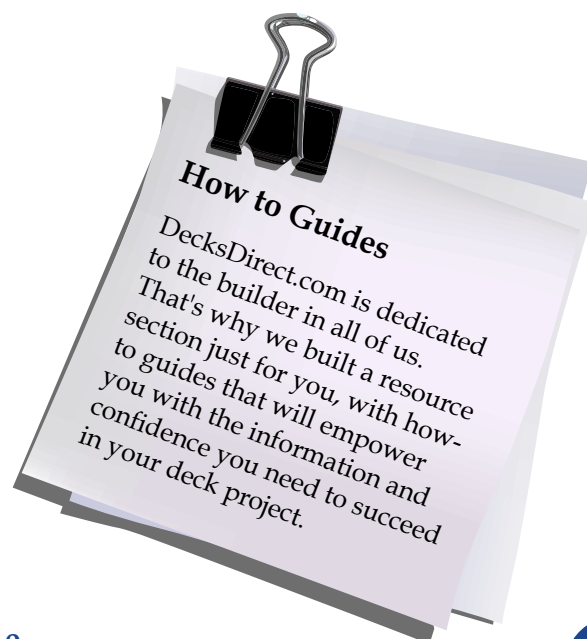 How to Guides
DecksDirect.com is dedicated
to the builder in all of us.
That's why we built a resource
section just for you, with how-
to guides that will empower
you with the information and
confidence you need to succeed
in your deck project.